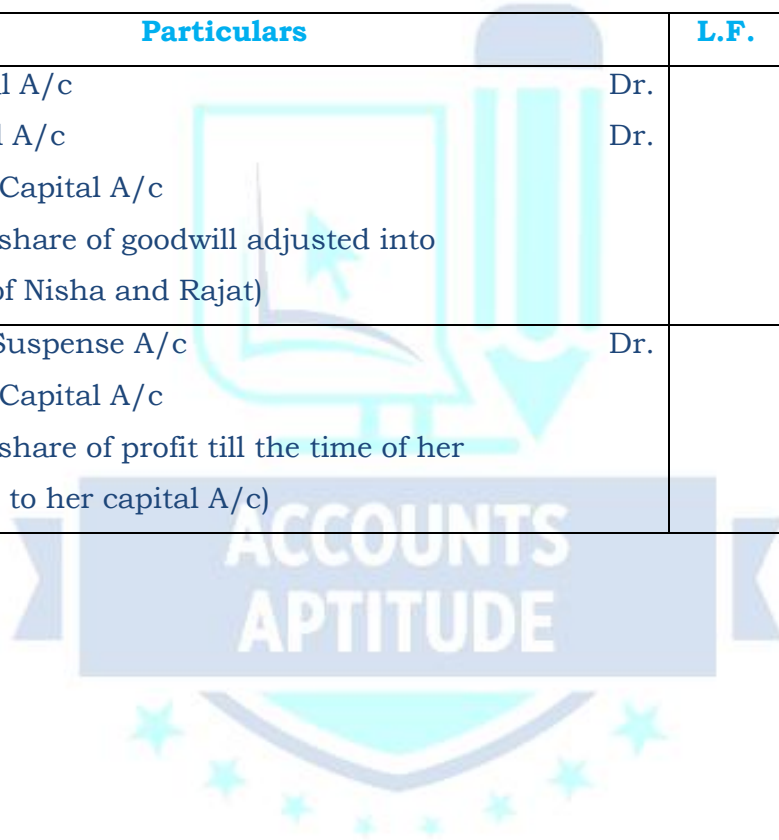 Particulars L.F.
l A/c Dr.
l A/c Dr.
Capital A/c
share of goodwill adjusted into
of Nisha and Rajat)
Suspense A/c Dr.
Capital A/c
share of profit till the time of her
to her capital A/c)
ACCOUNTS
APTITUDE